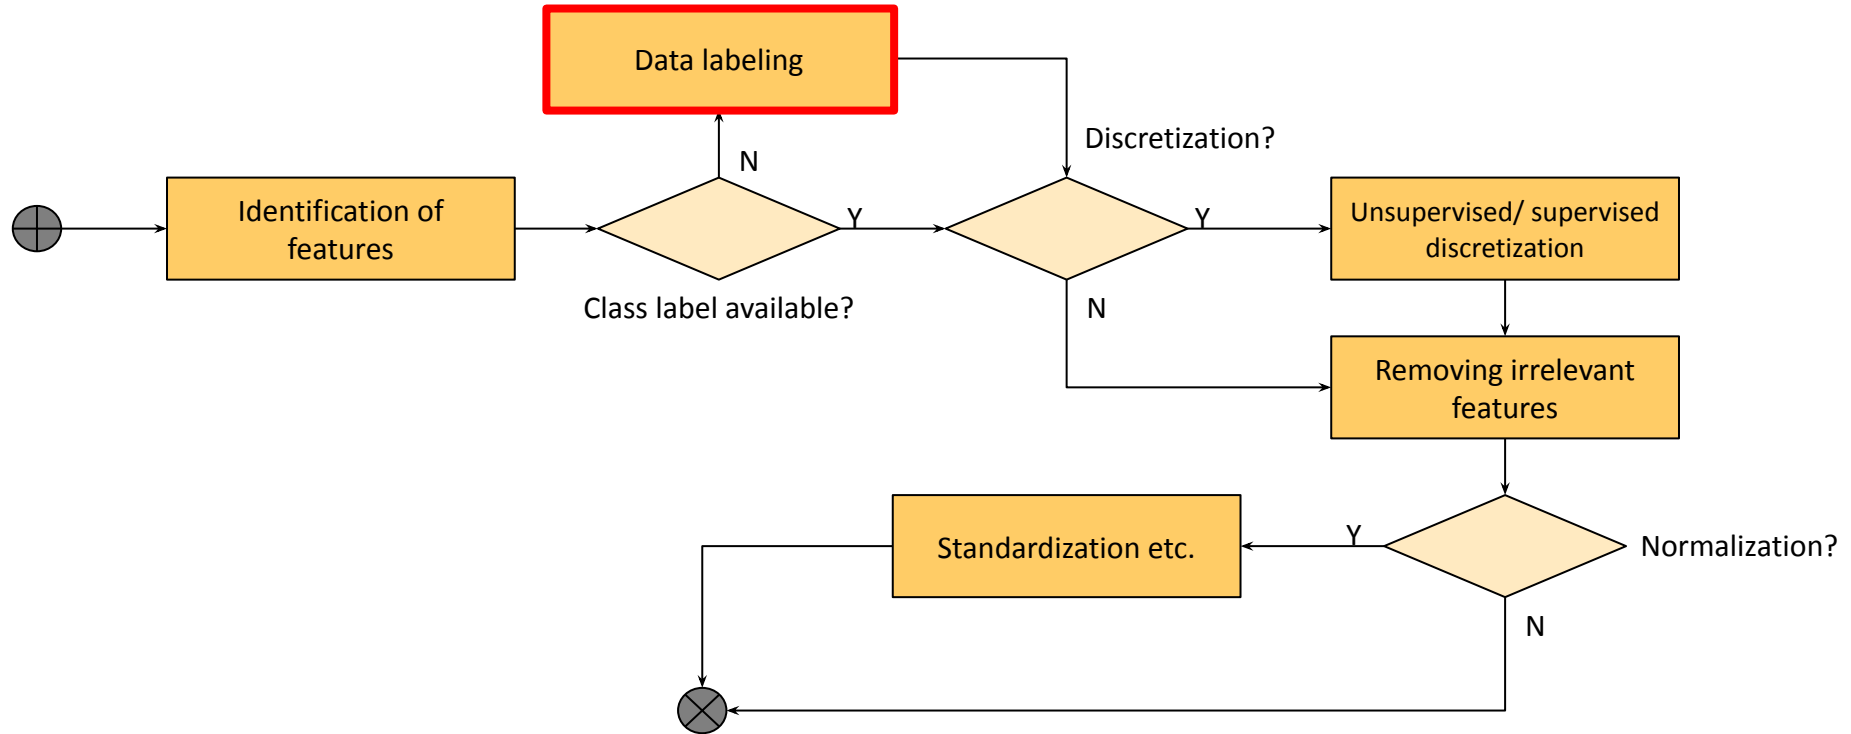 Data labeling
Discretization?
N
Identification of
features
Y
Y
Unsupervised/ supervised
discretization
Class label available?
N
Removing irrelevant
features
Standardization etc.
Y
Normalization?
N